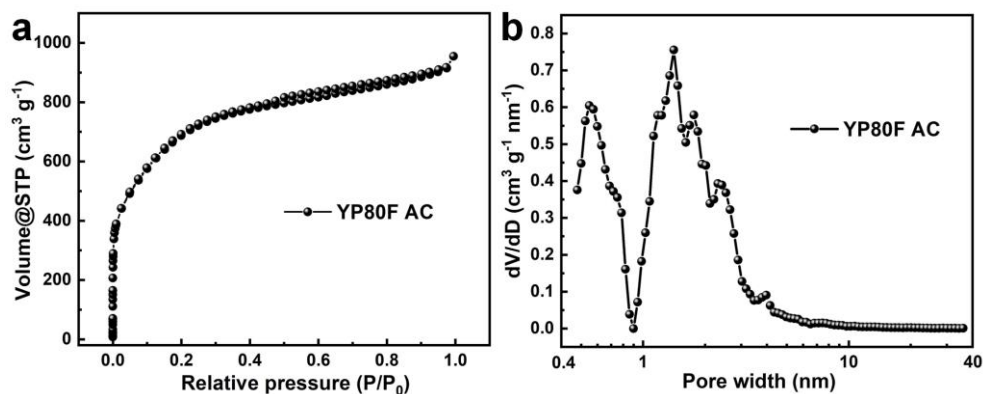 a
1000
800
600
400
200
0
Volume@STP (cm³ g⁻¹)
YP80F AC
0.0 0.2 0.4 0.6 0.8 1.0
Relative pressure (P/P₀)
b
0.8
0.7
0.6
0.5
0.4
0.3
0.2
0.1
0.0
dV/dD (cm³ g⁻¹ nm⁻¹)
YP80F AC
0.4 1 10 40
Pore width (nm)